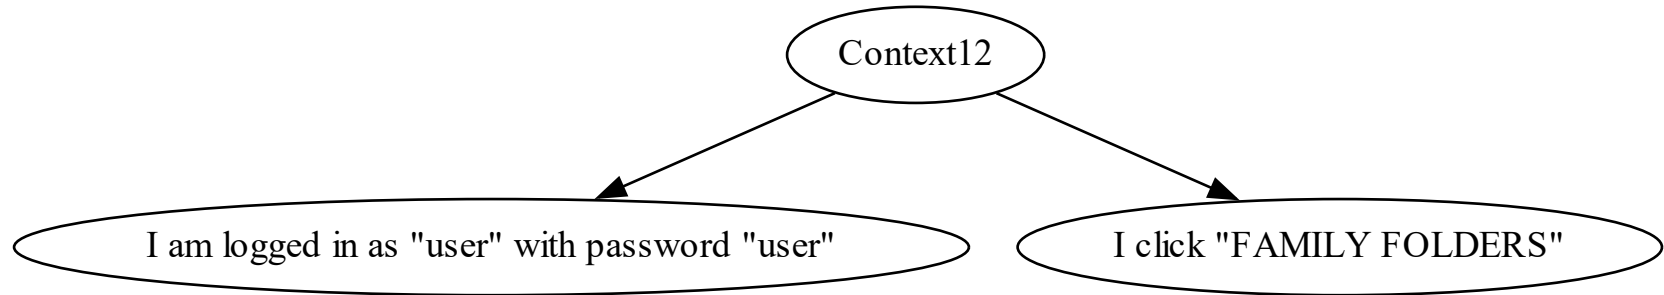 Context12
I am logged in as "user" with password "user"
I click "FAMILY FOLDERS"